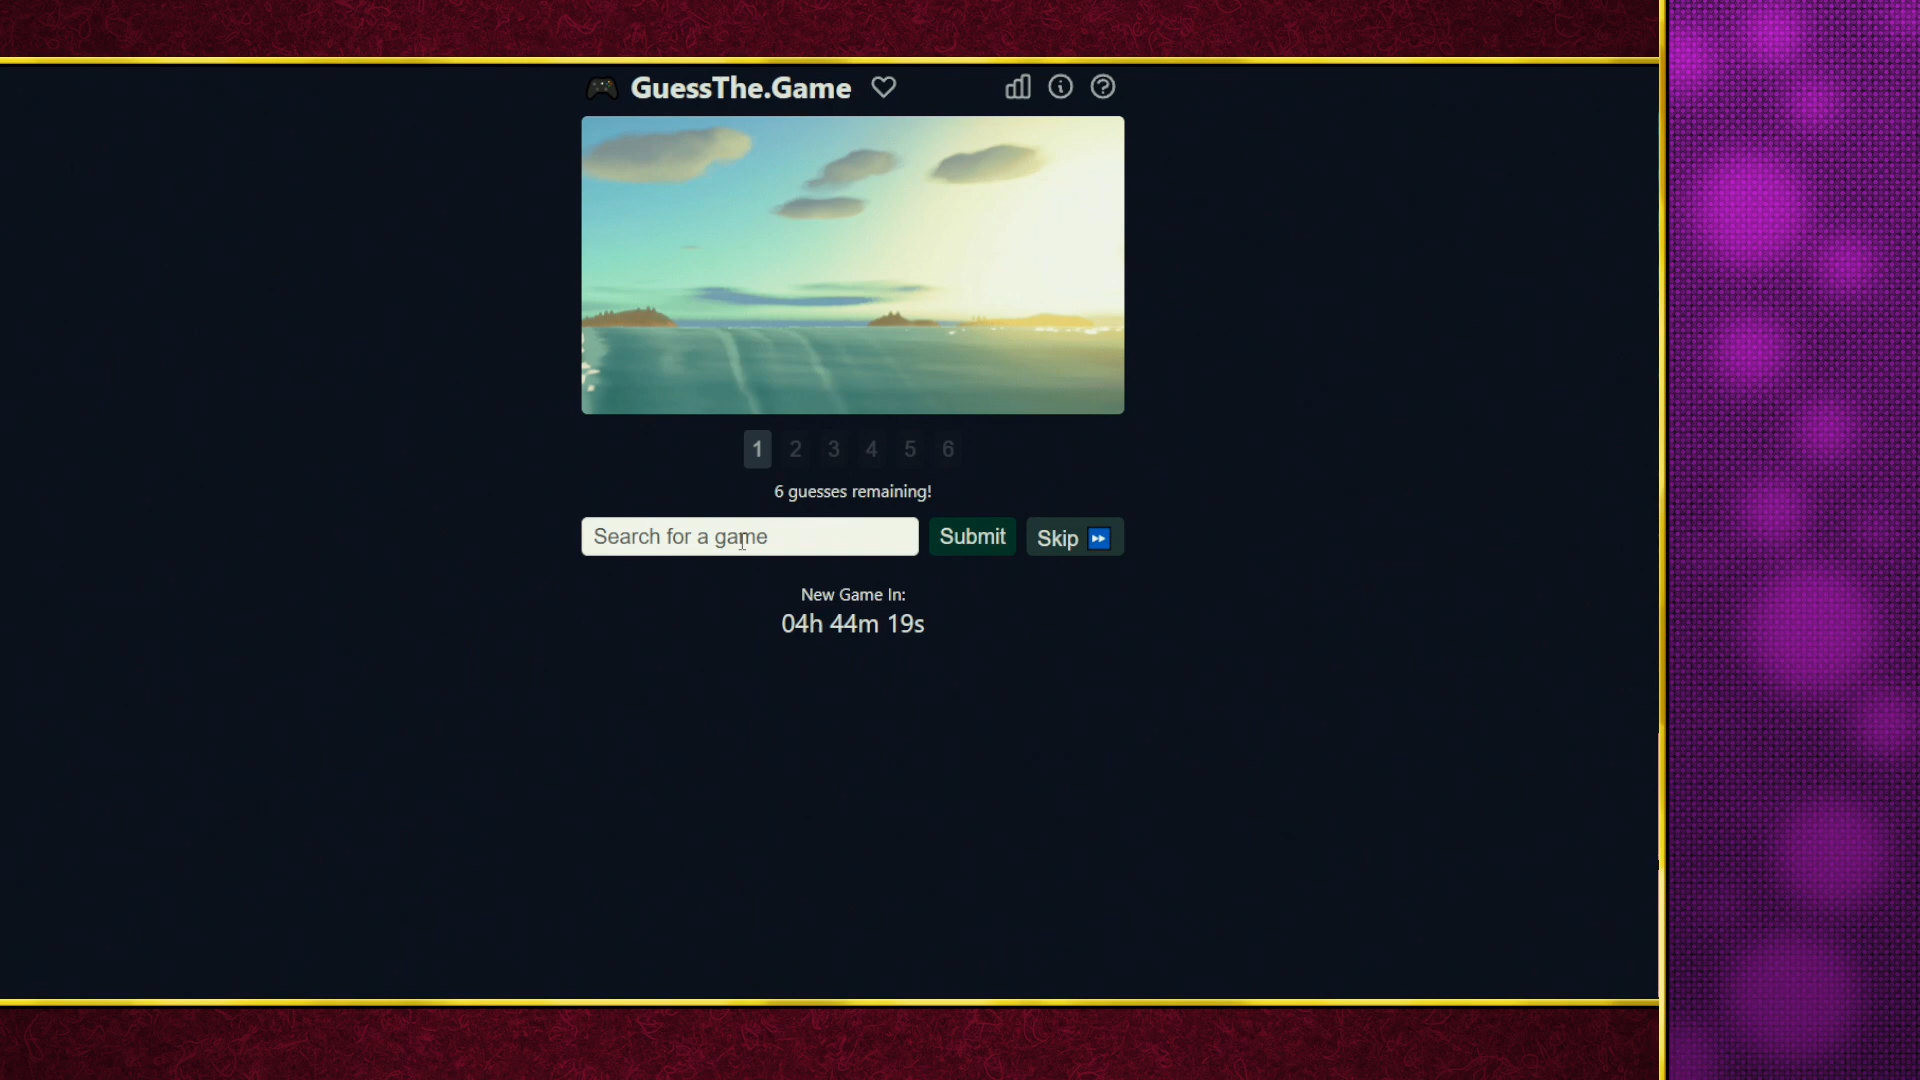 GuessThe.Game
1 2 3 4 5 6
6 guesses remaining!
Search for a game
Submit
Skip
New Game In:
04h 44m 19s